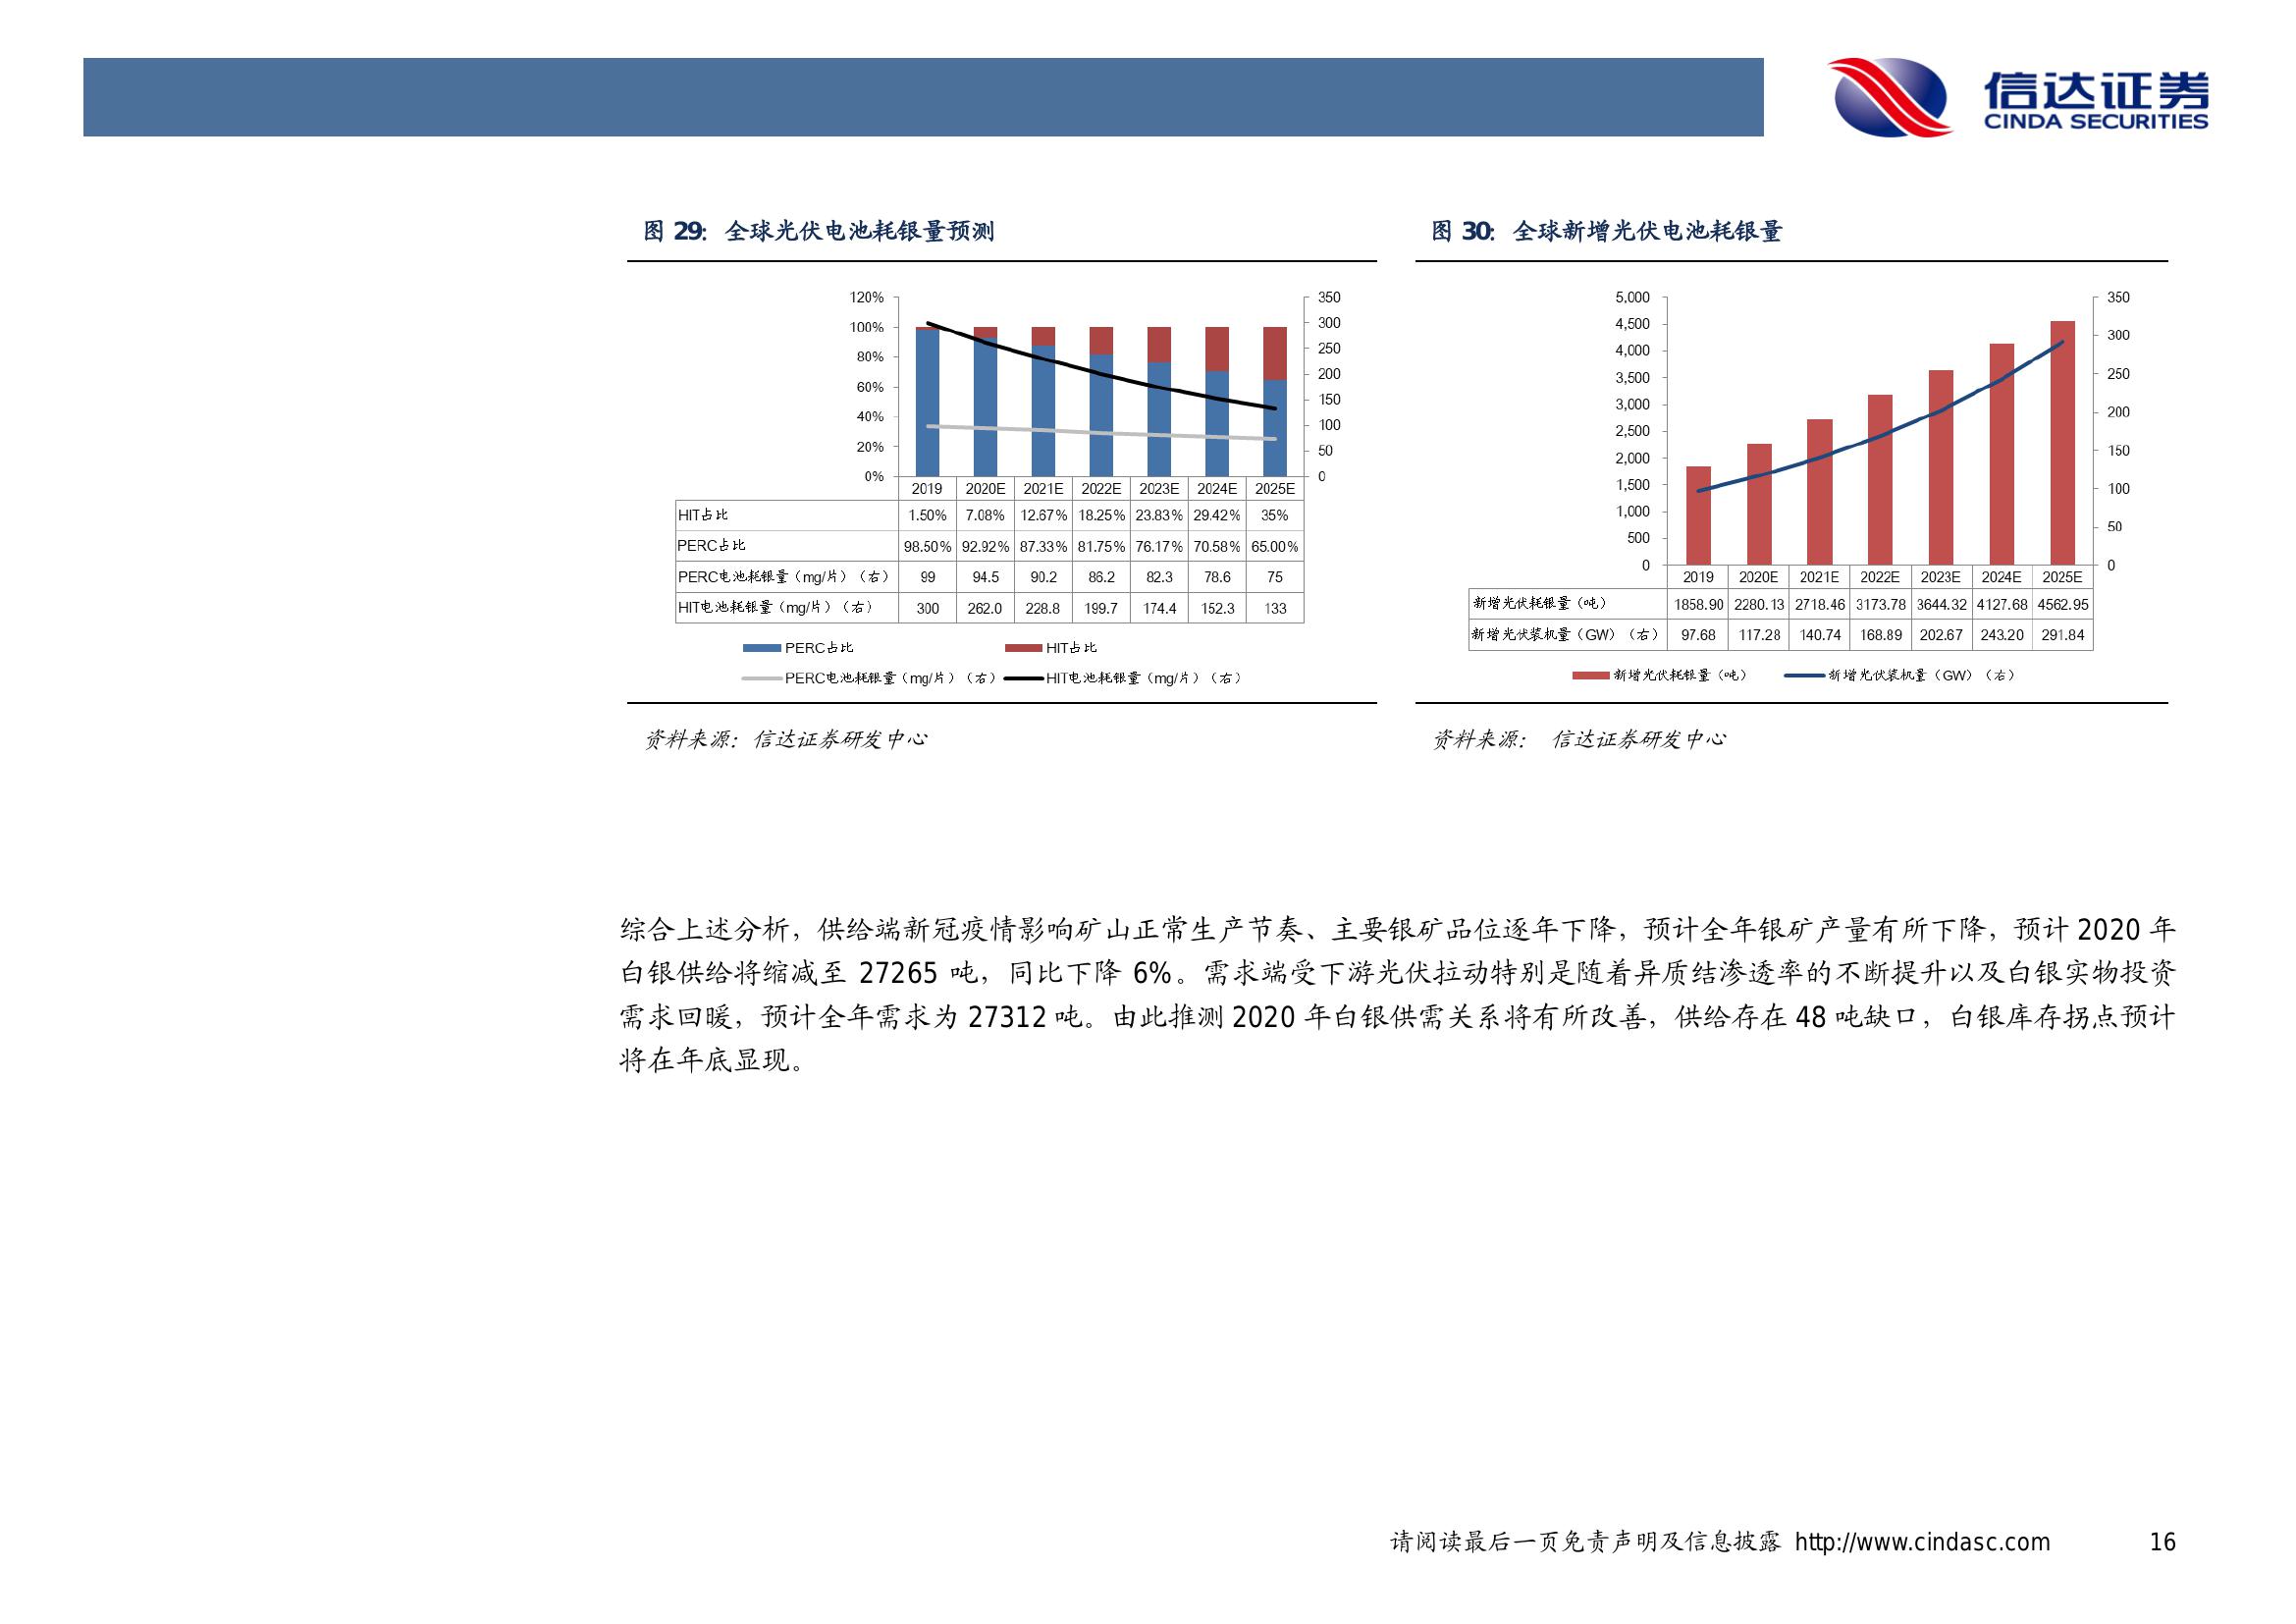 信达证券
CINDA SECURITIES
图 29：全球光伏电池耗银量预测
120%
100%
80%
60%
40%
20%
0%
350
300
250
200
150
100
50
0
2019 2020E 2021E 2022E 2023E 2024E 2025E
HIT占比 1.50% 7.08% 12.67% 18.25% 23.83% 29.42% 35%
PERC占比 98.50% 92.92% 87.33% 81.75% 76.17% 70.58% 65.00%
PERC电池耗银量（mg/片）（右） 99 94.5 90.2 86.2 82.3 78.6 75
HIT电池耗银量（mg/片）（右） 300 262.0 228.8 199.7 174.4 152.3 133
PERC占比 HIT占比
PERC电池耗银量（mg/片）（右） HIT电池耗银量（mg/片）（右）
资料来源：信达证券研发中心
图 30：全球新增光伏电池耗银量
5,000
4,500
4,000
3,500
3,000
2,500
2,000
1,500
1,000
500
0
350
300
250
200
150
100
50
0
2019 2020E 2021E 2022E 2023E 2024E 2025E
新增光伏耗银量（吨） 1858.90 2280.13 2718.46 3173.78 3644.32 4127.68 4562.95
新增光伏装机量（GW）（右） 97.68 117.28 140.74 168.89 202.67 243.20 291.84
新增光伏耗银量（吨） 新增光伏装机量（GW）（右）
资料来源： 信达证券研发中心
综合上述分析，供给端新冠疫情影响矿山正常生产节奏、主要银矿品位逐年下降，预计全年银矿产量有所下降，预计 2020 年
白银供给将缩减至 27265 吨，同比下降 6%。需求端受下游光伏拉动特别是随着异质结渗透率的不断提升以及白银实物投资
需求回暖，预计全年需求为 27312 吨。由此推测 2020 年白银供需关系将有所改善，供给存在 48 吨缺口，白银库存拐点预计
将在年底显现。
请阅读最后一页免责声明及信息披露 http://www.cindasc.com 16